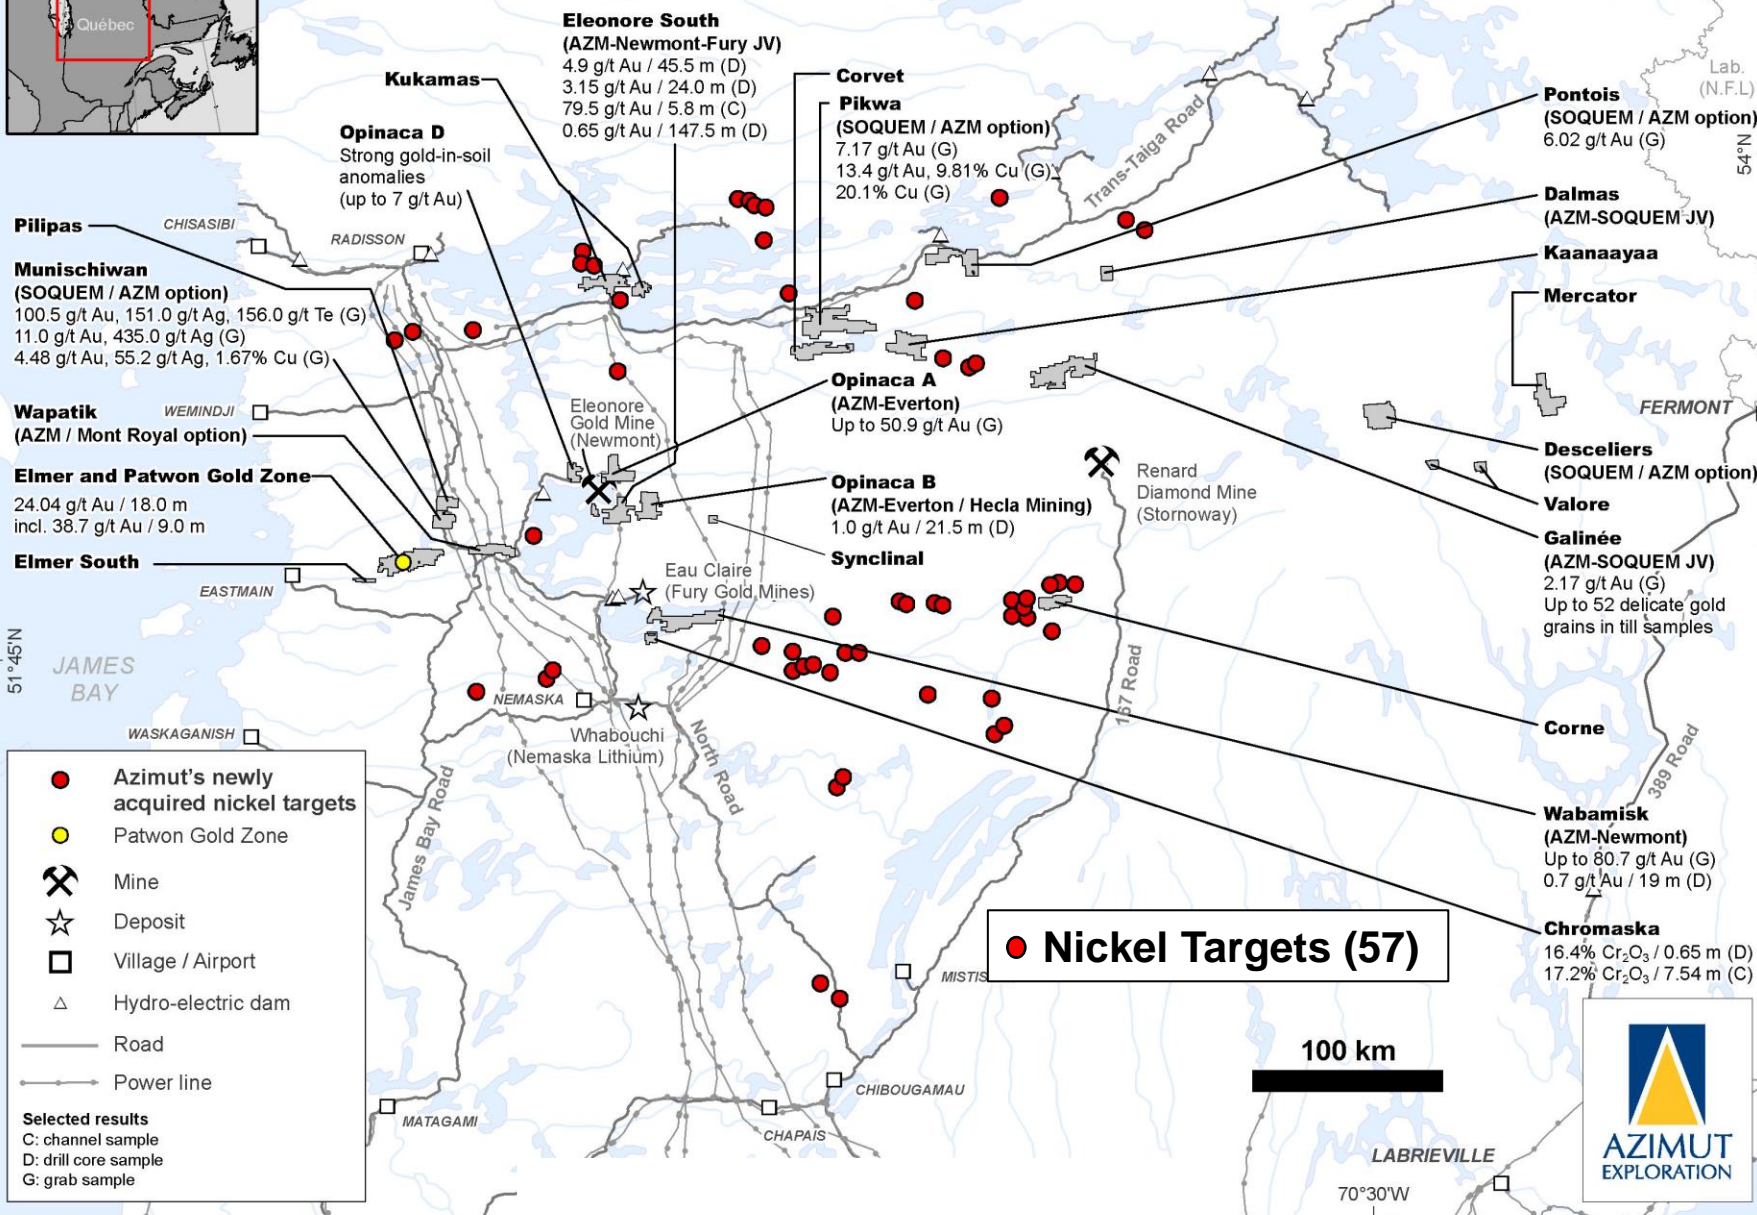 Québec
Eleonore South
(AZM-Newmont-Fury JV)
4.9 g/t Au / 45.5 m (D)
3.15 g/t Au / 24.0 m (D)
79.5 g/t Au / 5.8 m (C)
0.65 g/t Au / 147.5 m (D)
Kukamas
Opinaca D
Strong gold-in-soil
anomalies
(up to 7 g/t Au)
Corvet
Pikwa
(SOQUEM / AZM option)
7.17 g/t Au (G)
13.4 g/t Au, 9.81% Cu (G)
20.1% Cu (G)
Trans-Taiga Road
Lab.
(N.F.L)
54°N
Pontois
(SOQUEM / AZM option)
6.02 g/t Au (G)
Dalmas
(AZM-SOQUEM JV)
Kaanaayaa
Mercator
FERMONT
Desceliers
(SOQUEM / AZM option)
Valore
Galinée
(AZM-SOQUEM JV)
2.17 g/t Au (G)
Up to 52 delicate gold
grains in till samples
Corne
389 Road
Wabamisk
(AZM-Newmont)
Up to 80.7 g/t Au (G)
0.7 g/t Au / 19 m (D)
Chromaska
16.4% Cr₂O₃ / 0.65 m (D)
17.2% Cr₂O₃ / 7.54 m (C)
Pilipas
CHISASIBI
RADISSON
Munischiwan
(SOQUEM / AZM option)
100.5 g/t Au, 151.0 g/t Ag, 156.0 g/t Te (G)
11.0 g/t Au, 435.0 g/t Ag (G)
4.48 g/t Au, 55.2 g/t Ag, 1.67% Cu (G)
Wapatik
(AZM / Mont Royal option)
WEMINDJI
Elmer and Patwon Gold Zone
24.04 g/t Au / 18.0 m
incl. 38.7 g/t Au / 9.0 m
Elmer South
EASTMAIN
51°45'N
JAMES
BAY
WASKAGANISH
Eleonore
Gold Mine
(Newmont)
Opinaca A
(AZM-Everton)
Up to 50.9 g/t Au (G)
Opinaca B
(AZM-Everton / Hecla Mining)
1.0 g/t Au / 21.5 m (D)
Synclinal
Renard
Diamond Mine
(Stornoway)
Eau Claire
(Fury Gold Mines)
NEMASKA
Whabouchi
(Nemaska Lithium)
North Road
167 Road
James Bay Road
Azimut's newly
acquired nickel targets
Patwon Gold Zone
Mine
Deposit
Village / Airport
Hydro-electric dam
Road
Power line
Selected results
C: channel sample
D: drill core sample
G: grab sample
MATAGAMI
Nickel Targets (57)
MISTIS
CHIBOUGAMAU
CHAPAIS
100 km
LABRIEVILLE
70°30'W
AZIMUT
EXPLORATION